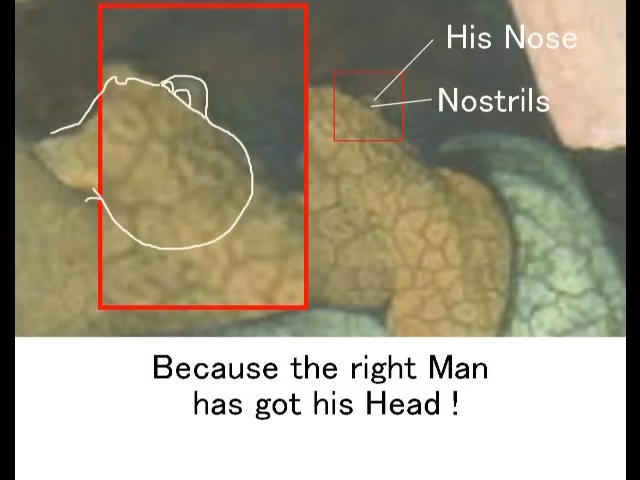 His Nose
Nostrils
Because the right Man
has got his Head !